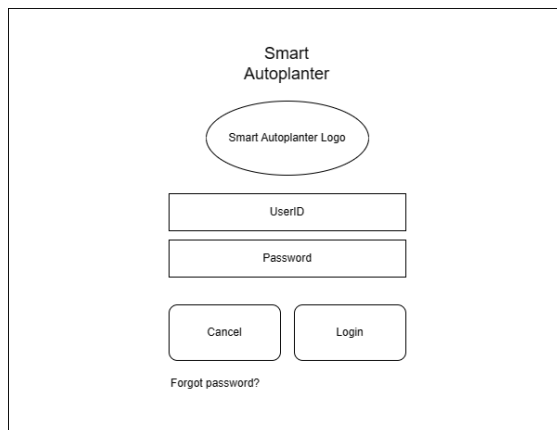 Smart
Autoplanter
Smart Autoplanter Logo
UserID
Password
Cancel
Login
Forgot password?